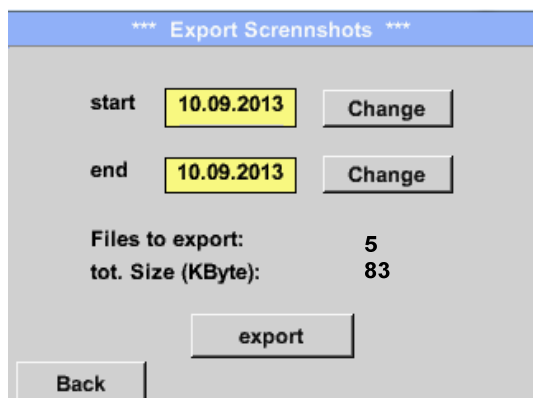 *** Export Scrennshots ***
start 10.09.2013 Change
end 10.09.2013 Change
Files to export: 5
tot. Size (KByte): 83
export
Back